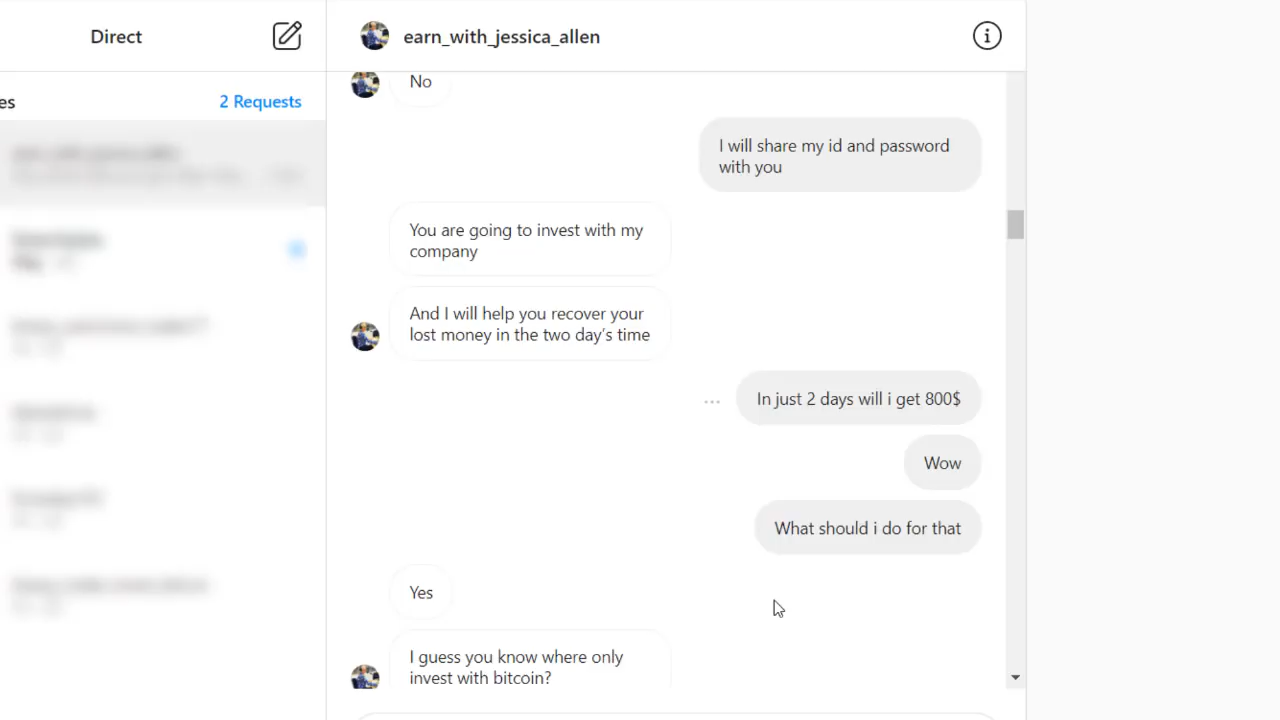 Direct
earn_with_jessica_allen
es
2 Requests
No
I will share my id and password
with you
You are going to invest with my
company
And I will help you recover your
lost money in the two day’s time
In just 2 days will i get 800$
Wow
What should i do for that
Yes
I guess you know where only
invest with bitcoin?